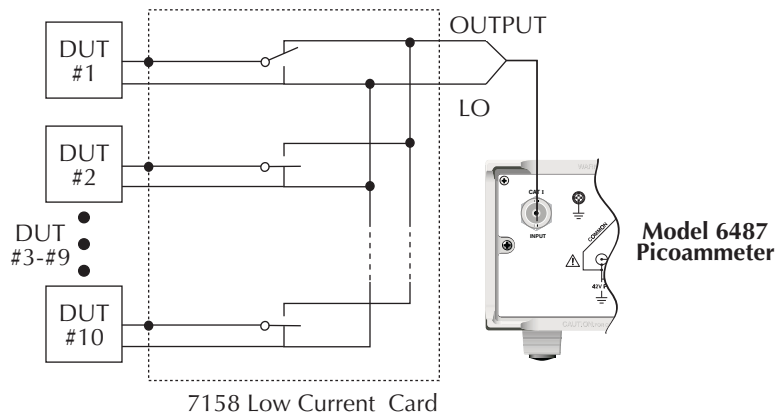 DUT
#1
OUTPUT
LO
DUT
#2
CAT I
INPUT
COMMON
Model 6487
Picoammeter
DUT
#3-#9
DUT
#10
7158 Low Current Card